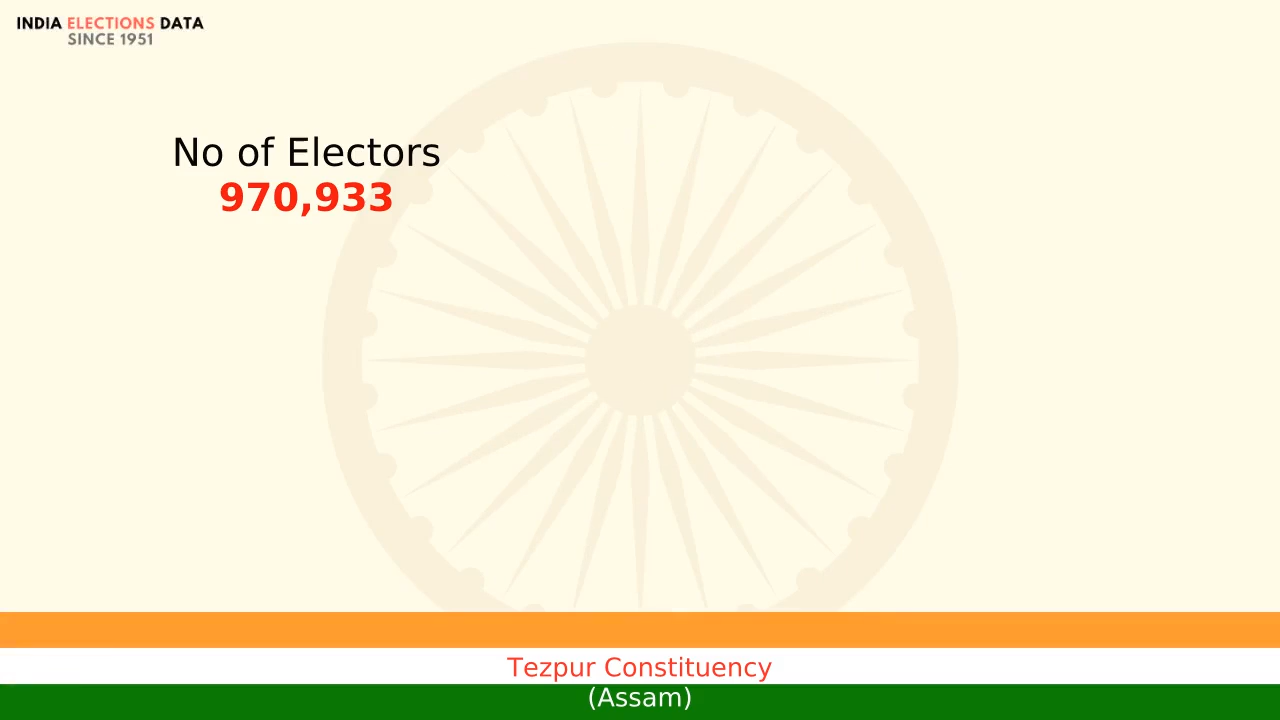 INDIA ELECTIONS DATA
SINCE 1951
No of Electors
970,933
Tezpur Constituency
(Assam)